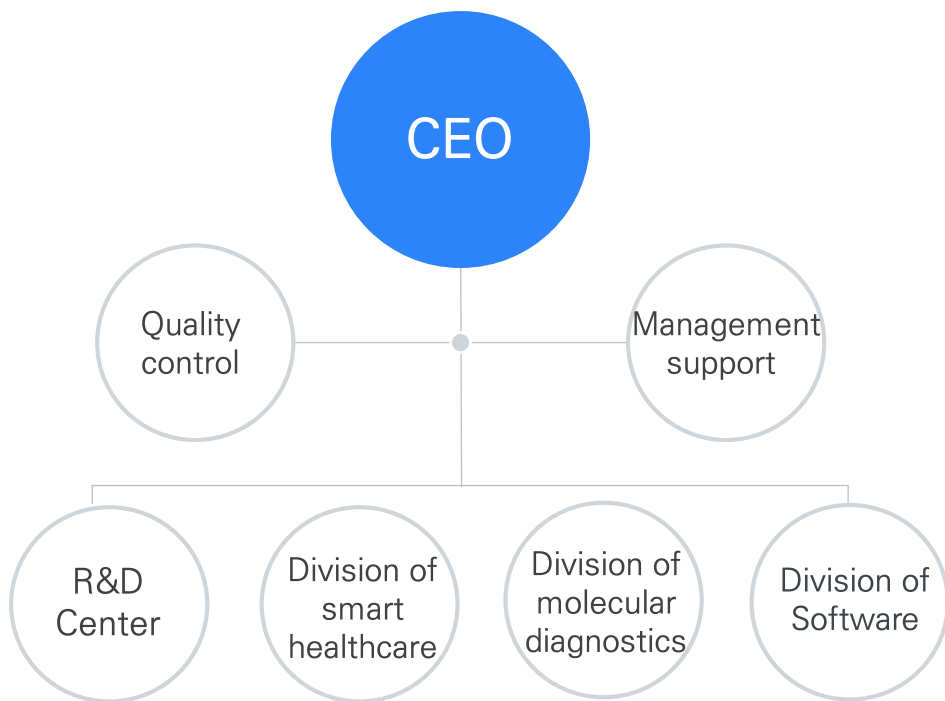 CEO
Quality
control
Management
support
R&D
Center
Division of
smart
healthcare
Division of
molecular
diagnostics
Division of
Software